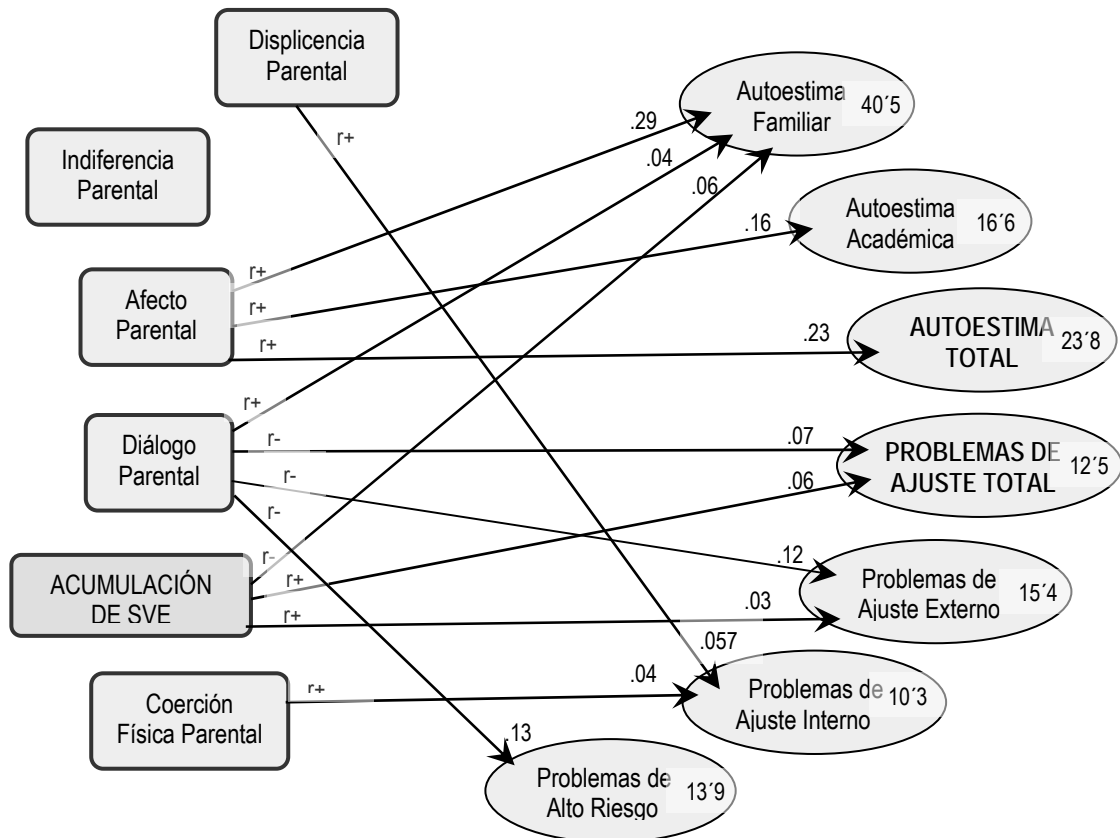 Displicencia
Parental
Autoestima
Familiar
40´5
r+
.29
.04
.06
Indiferencia
Parental
Autoestima
Académica
16´6
.16
Afecto
Parental
r+
r+
r+
AUTOESTIMA
TOTAL
23´8
.23
Diálogo
Parental
r+
r-
r-
r-
.07
PROBLEMAS DE
AJUSTE TOTAL
12´5
.06
ACUMULACIÓN
DE SVE
r-
r+
r+
.12
Problemas de
Ajuste Externo
15´4
.03
.057
Coerción
Física Parental
r+
.04
Problemas de
Ajuste Interno
10´3
.13
Problemas de
Alto Riesgo
13´9